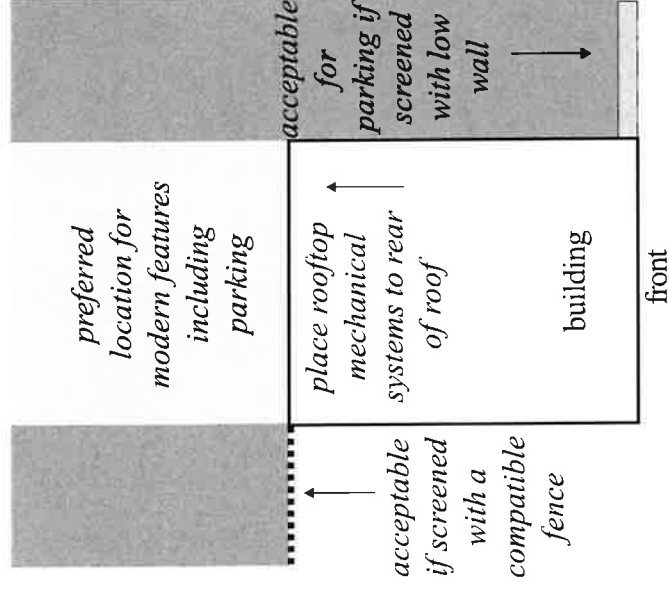 preferred
location for
modern features
including
parking
acceptable
for
parking if
screened
with low
wall
place rooftop
mechanical
systems to rear
of roof
acceptable
if screened
with a
compatible
fence
building
front